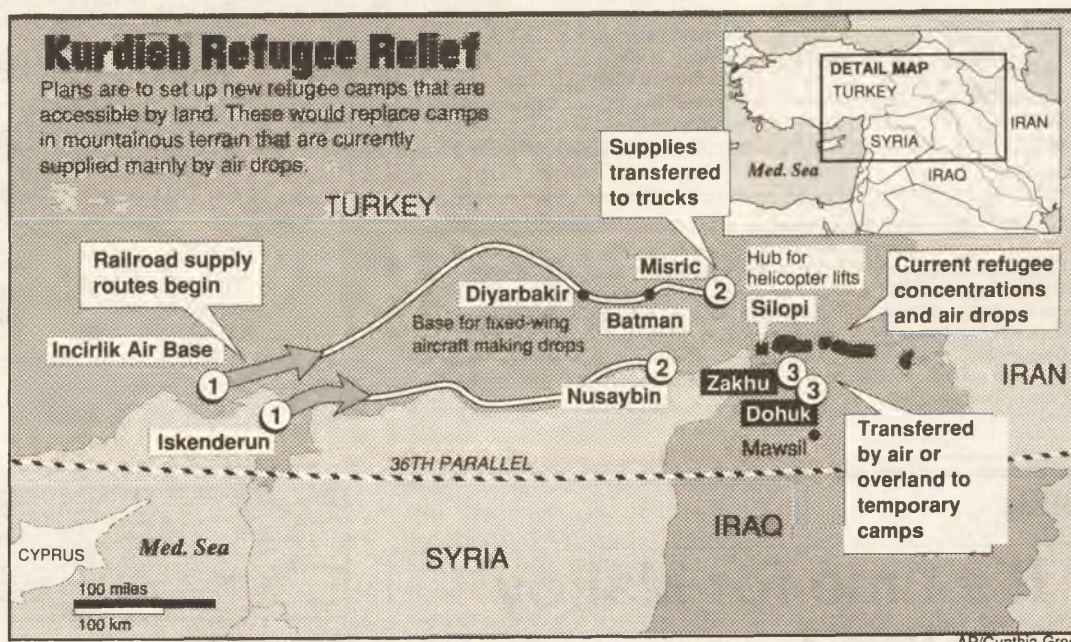 Kurdish Refugee Relief
Plans are to set up new refugee camps that are
accessible by land. These would replace camps
in mountainous terrain that are currently
supplied mainly by air drops.
DETAIL MAP
TURKEY
IRAN
SYRIA
Med. Sea
IRAQ
Supplies
transferred
to trucks
TURKEY
Railroad supply
routes begin
Misric
2
Hub for
helicopter lifts
Current refugee
concentrations
and air drops
Diyarbakir
Batman
Silopi
Base for fixed-wing
aircraft making drops
Incirlik Air Base
1
Nusaybin
2
Zakhu
3
3
IRAN
1
Iskenderun
Dohuk
Mawsil
Transferred
by air or
overland to
temporary
camps
36TH PARALLEL
IRAQ
CYPRUS
Med. Sea
SYRIA
100 miles
100 km
AP/Cynthia